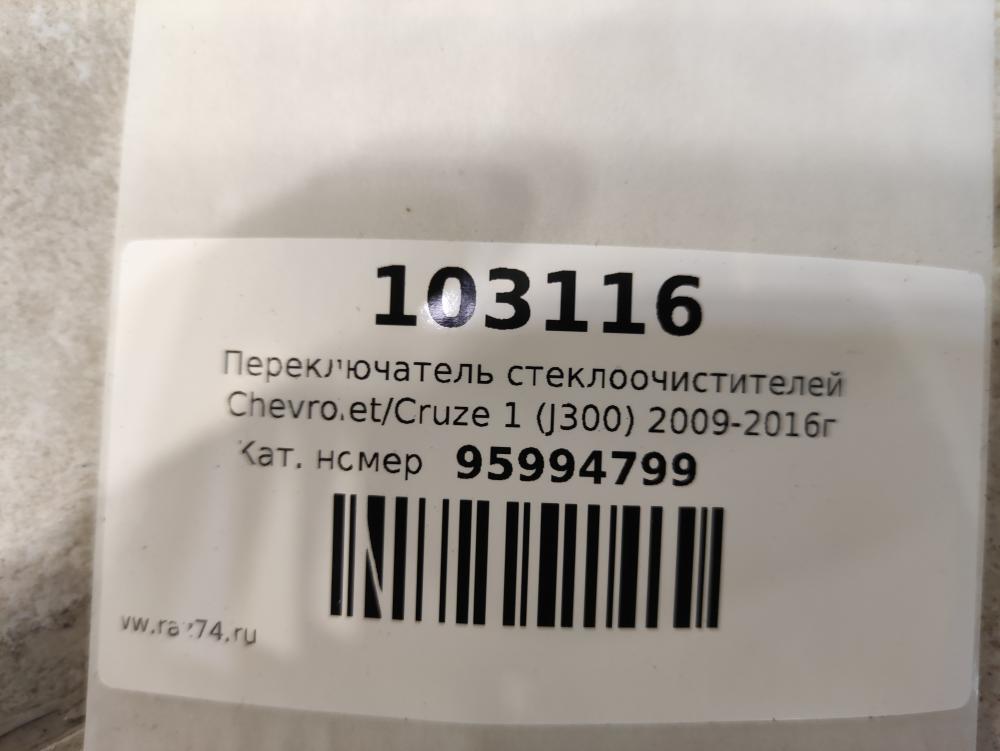 103116
Переключатель стеклоочистителей
Chevrolet/Cruze 1 (J300) 2009-2016г
Кат. номер 95994799